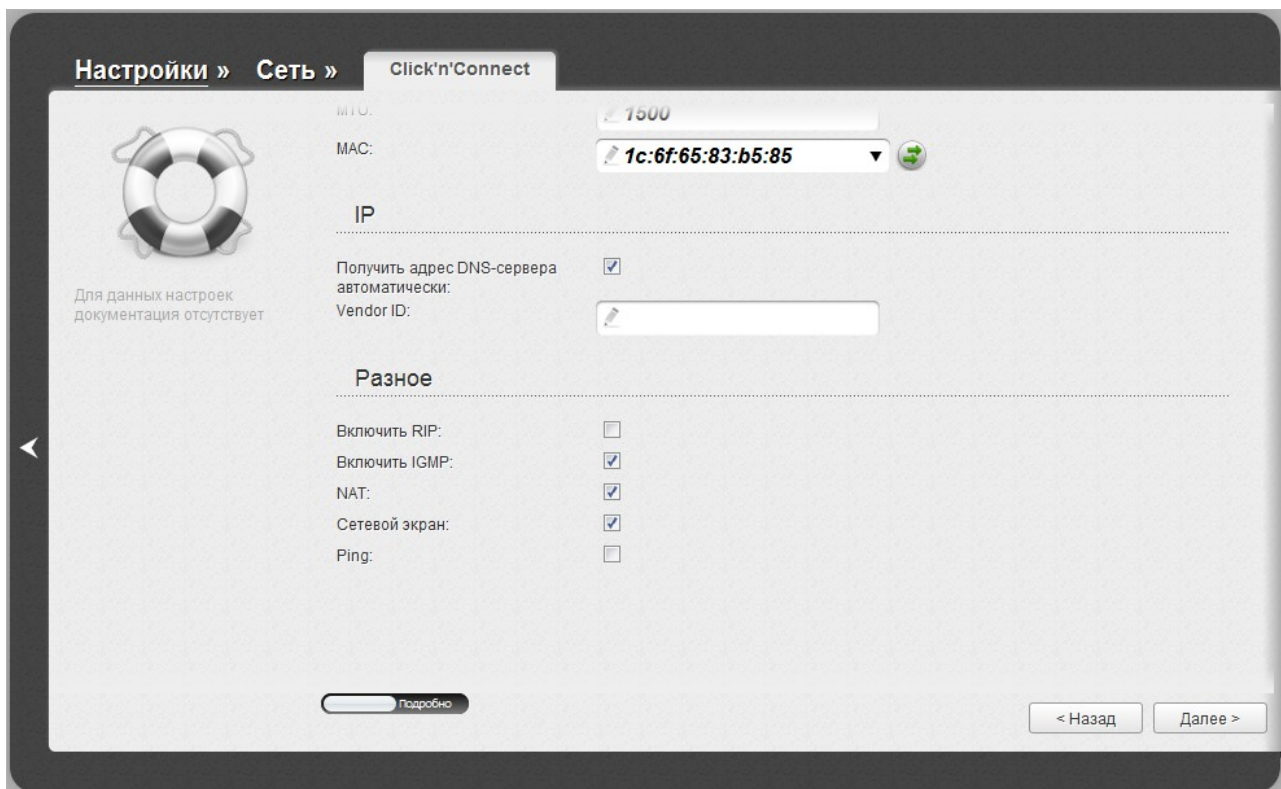 Настройки » Сеть » Click'n'Connect
MTU: 1500
MAC: 1c:6f:65:83:b5:85
IP
Получить адрес DNS-сервера
автоматически:
Для данных настроек
документация отсутствует
Vendor ID:
Разное
Включить RIP:
Включить IGMP:
NAT:
Сетевой экран:
Ping:
Подробно
< Назад Далее >